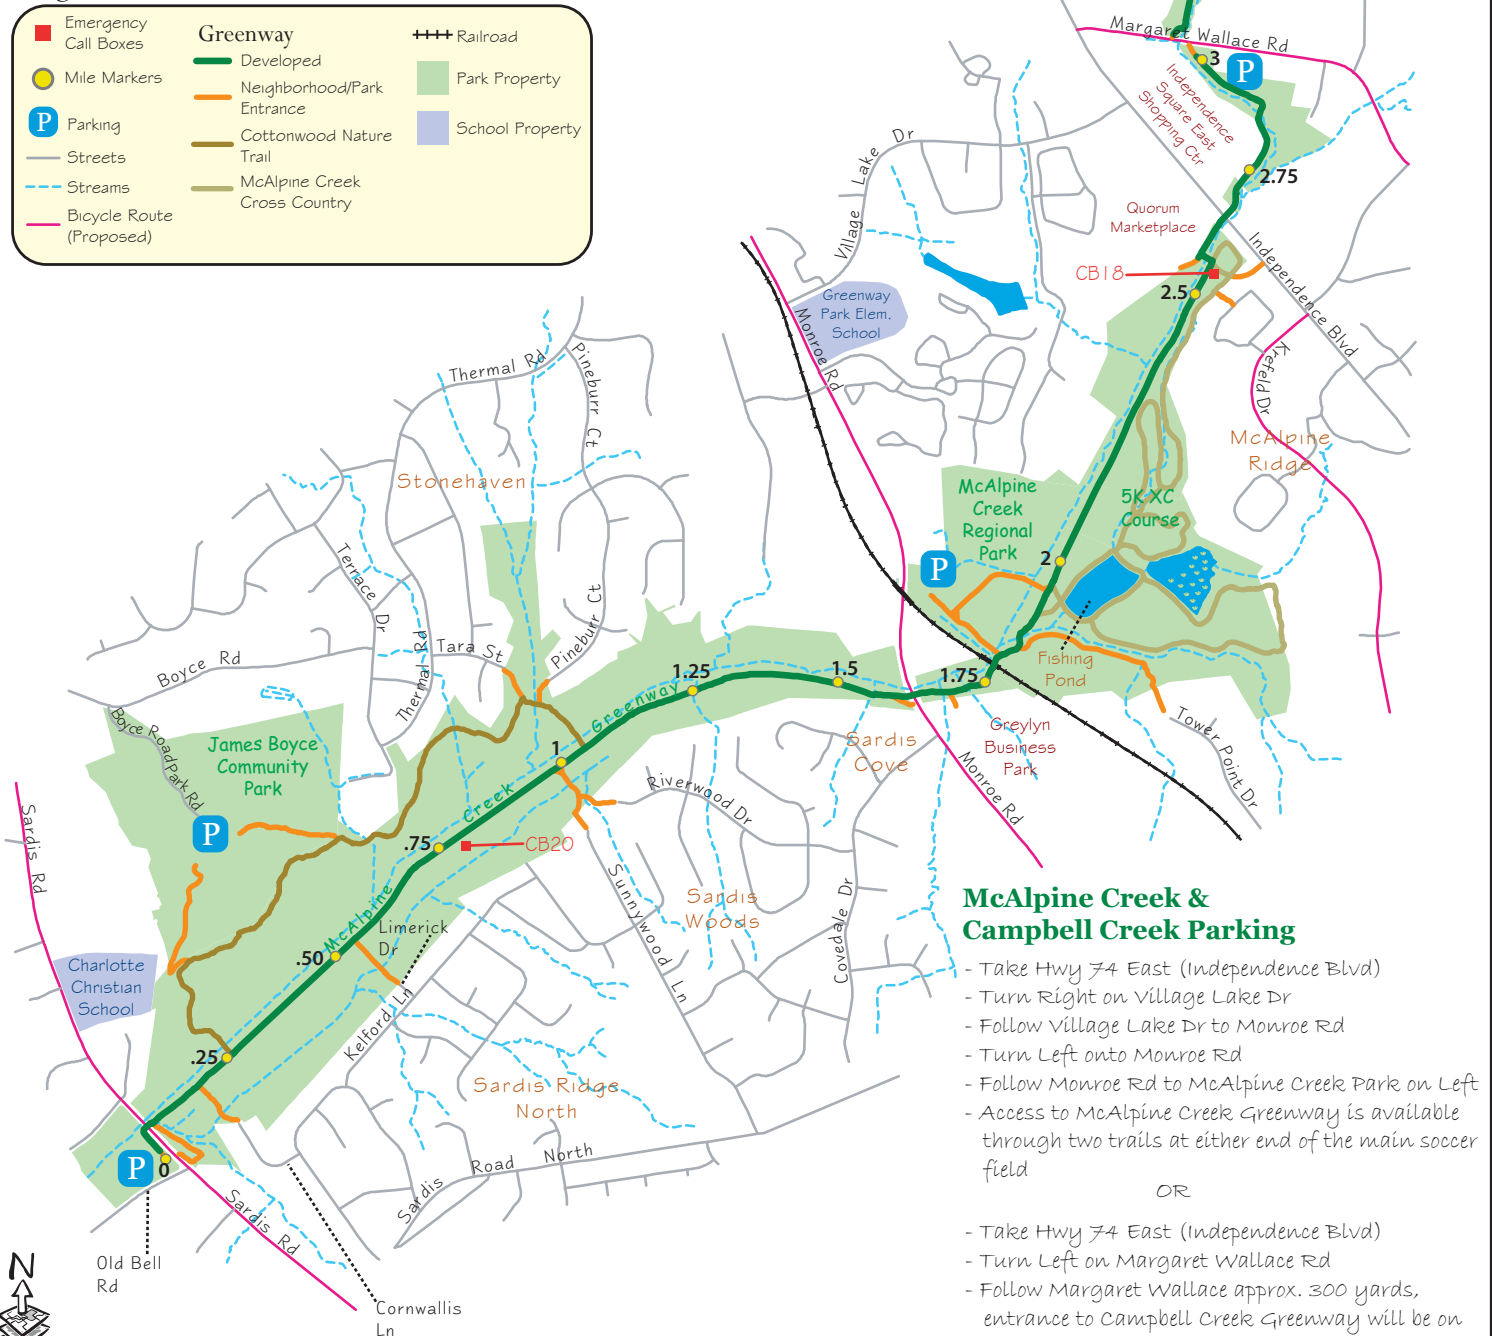 Emergency
Call Boxes
Mile Markers
P Parking
Streets
Streams
Bicycle Route
(Proposed)
Greenway
Developed
Neighborhood/Park
Entrance
Cottonwood Nature
Trail
McAlpine Creek
Cross Country
Railroad
Park Property
School Property
Margaret Wallace Rd
3
P
Independence
Square East
Shopping Ctr
2.75
Village Lake Dr
Quorum
Marketplace
CB18
2.5
Independence Blvd
Greenway
Park Elem.
School
Monroe Rd
Krefeld Dr
McAlpine
Ridge
Thermal Rd
Pineburr Ct
Stonehaven
McAlpine
Creek
Regional
Park
5K XC
Course
2
P
Terrace Dr
Thermal Rd
Tara St
Pineburr Ct
Boyce Rd
Fishing
Pond
1.25
1.5
1.75
Boyce Road Park Rd
James Boyce
Community
Park
McAlpine Creek Greenway
1
Sardis
Cove
Greylyn
Business
Park
Tower Point Dr
Monroe Rd
Riverwood Dr
P
.75
CB20
Sardis Rd
Sunnywood Ln
Sardis
Woods
Covedale Dr
Limerick
Dr
.50
Charlotte
Christian
School
Kelford Ln
.25
Sardis Ridge
North
P
0
Sardis Road North
Sardis Rd
Old Bell
Rd
Cornwallis
Ln
N
McAlpine Creek &
Campbell Creek Parking
- Take Hwy 74 East (Independence Blvd)
- Turn Right on Village Lake Dr
- Follow Village Lake Dr to Monroe Rd
- Turn Left onto Monroe Rd
- Follow Monroe Rd to McAlpine Creek Park on Left
- Access to McAlpine Creek Greenway is available
through two trails at either end of the main soccer
field
OR
- Take Hwy 74 East (Independence Blvd)
- Turn Left on Margaret Wallace Rd
- Follow Margaret Wallace approx. 300 yards,
entrance to Campbell Creek Greenway will be on